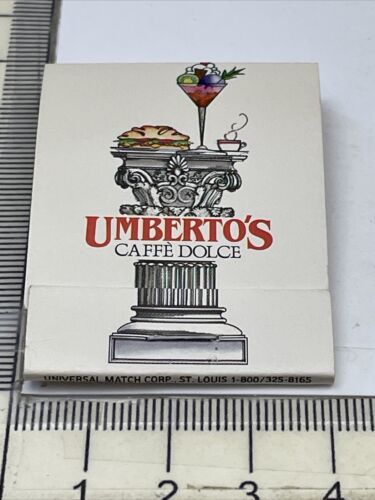 UMBERTO'S
CAFFÈ DOLCE
UNIVERSAL MATCH CORP., ST. LOUIS 1-800/325-8165
1 2 3 4